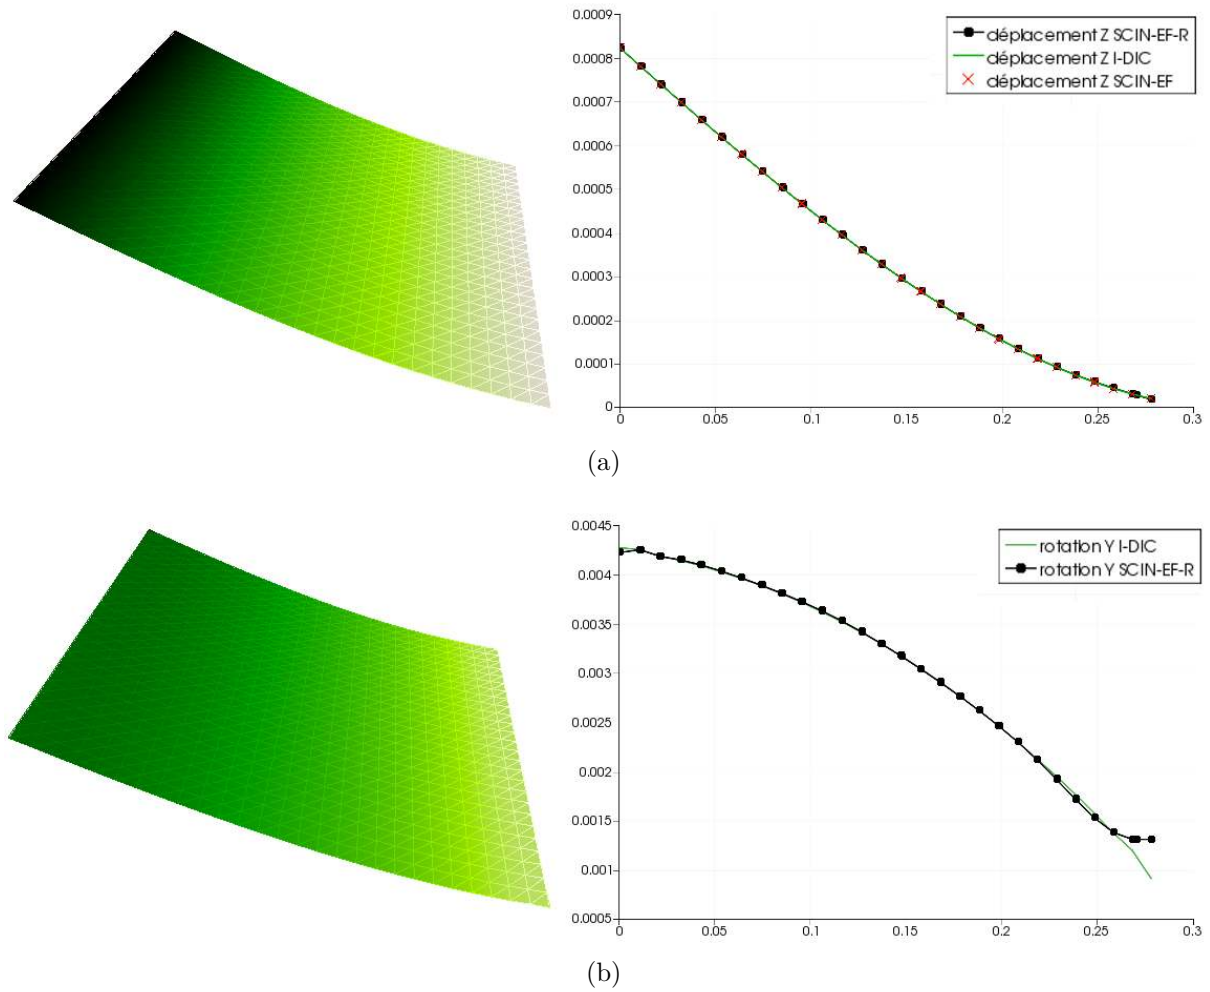 0.0009
0.0008
0.0007
0.0006
0.0005
0.0004
0.0003
0.0002
0.0001
0
0 0.05 0.1 0.15 0.2 0.25 0.3
déplacement Z SCIN-EF-R
déplacement Z I-DIC
déplacement Z SCIN-EF
(a)
0.0045
0.004
0.0035
0.003
0.0025
0.002
0.0015
0.001
0.0005
0 0.05 0.1 0.15 0.2 0.25 0.3
rotation Y I-DIC
rotation Y SCIN-EF-R
(b)